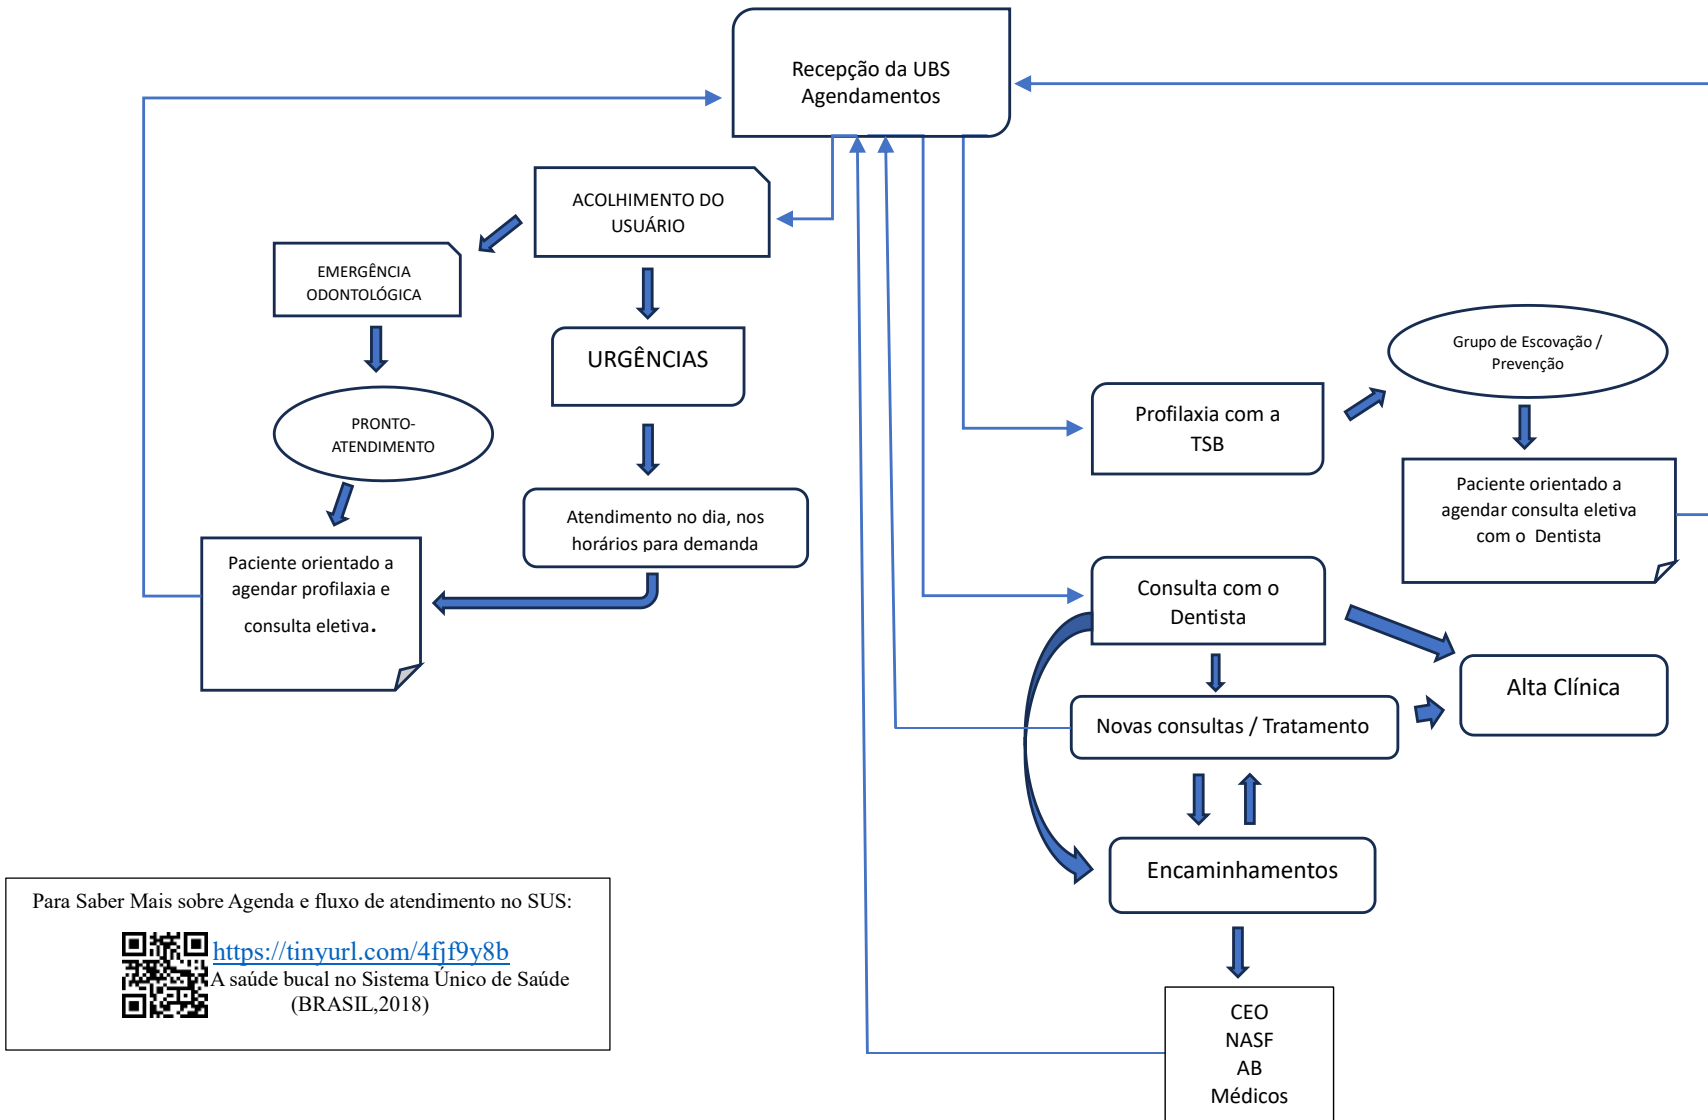 Recepção da UBS
Agendamentos
ACOLHIMENTO DO
USUÁRIO
EMERGÊNCIA
ODONTOLÓGICA
URGÊNCIAS
PRONTO-
ATENDIMENTO
Atendimento no dia, nos
horários para demanda
Paciente orientado a
agendar profilaxia e
consulta eletiva.
Grupo de Escovação /
Prevenção
Profilaxia com a
TSB
Paciente orientado a
agendar consulta eletiva
com o  Dentista
Consulta com o
Dentista
Alta Clínica
Novas consultas / Tratamento
Encaminhamentos
CEO
NASF
AB
Médicos
Para Saber Mais sobre Agenda e fluxo de atendimento no SUS:
https://tinyurl.com/4fjf9y8b
A saúde bucal no Sistema Único de Saúde
(BRASIL,2018)